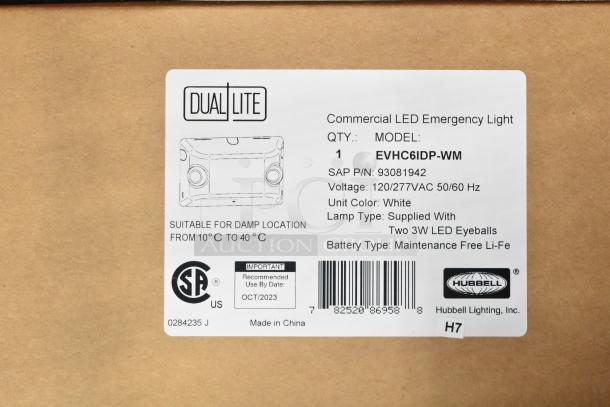 DUAL LITE
Commercial LED Emergency Light
QTY.: MODEL:
1 EVHC6IDP-WM
SAP P/N: 93081942
Voltage: 120/277VAC 50/60 Hz
Unit Color: White
Lamp Type: Supplied With
Two 3W LED Eyeballs
Battery Type: Maintenance Free Li-Fe
SUITABLE FOR DAMP LOCATION
FROM 10°C TO 40°C
AUCTION
SA ®
US
IMPORTANT
Recommended
Use By Date:
OCT/2023
7 82520 86958 8
HUBBELL ®
Hubbell Lighting, Inc.
0284235 J
Made in China
H7